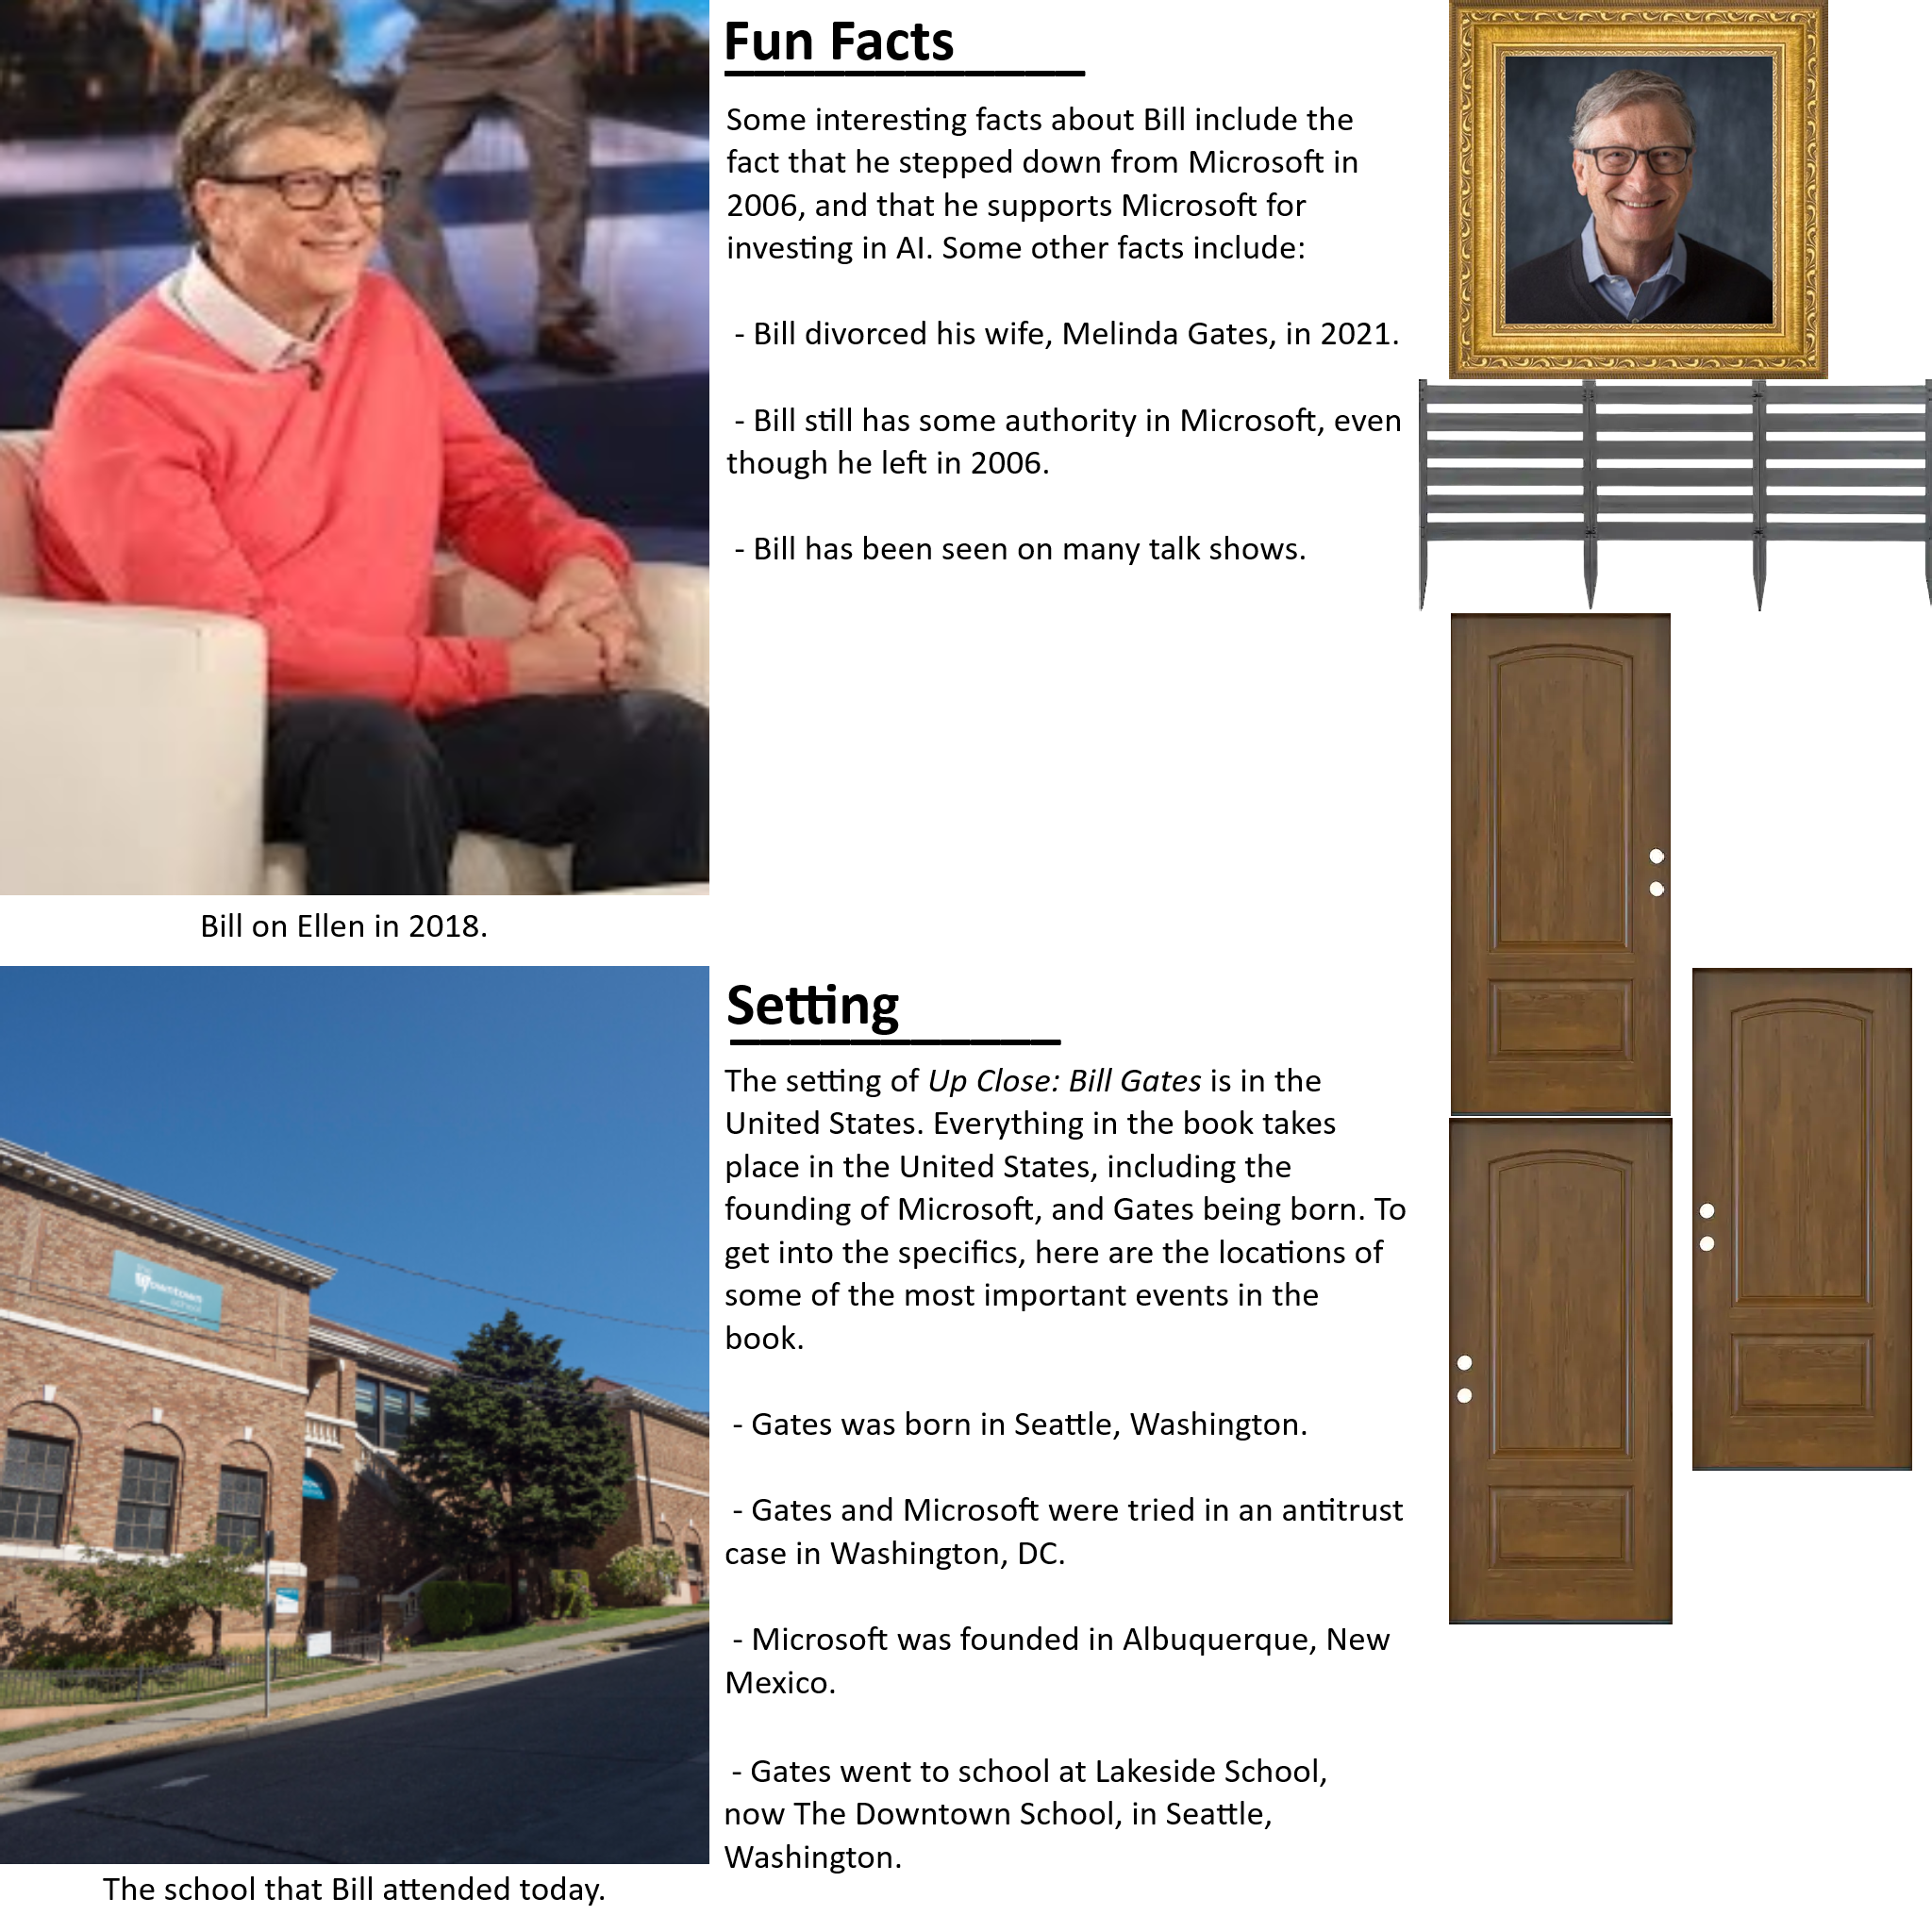 Fun Facts
Some interesting facts about Bill include the
fact that he stepped down from Microsoft in
2006, and that he supports Microsoft for
investing in AI. Some other facts include:
- Bill divorced his wife, Melinda Gates, in 2021.
- Bill still has some authority in Microsoft, even
though he left in 2006.
- Bill has been seen on many talk shows.
Bill on Ellen in 2018.
Setting
The setting of Up Close: Bill Gates is in the
United States. Everything in the book takes
place in the United States, including the
founding of Microsoft, and Gates being born. To
get into the specifics, here are the locations of
some of the most important events in the
book.
- Gates was born in Seattle, Washington.
- Gates and Microsoft were tried in an antitrust
case in Washington, DC.
- Microsoft was founded in Albuquerque, New
Mexico.
- Gates went to school at Lakeside School,
now The Downtown School, in Seattle,
Washington.
the
Downtown
school
The school that Bill attended today.